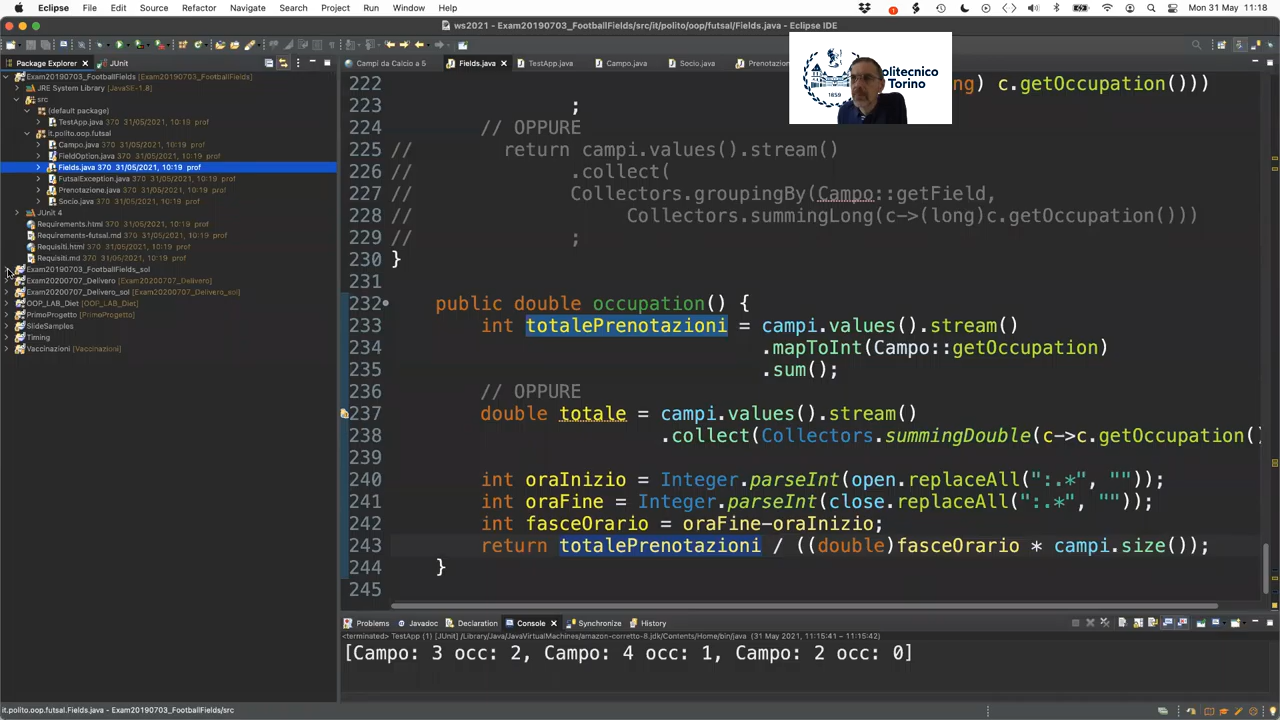 Eclipse File Edit Source Refactor Navigate Search Project Run Window Help Mon 31 May 11:18
ws2021 - Exam20190703_FootballFields/src/it/polito/oop/futsal/Fields.java - Eclipse IDE
Package Explorer JUnit
Campi da Calcio a 5 Fields.java TestApp.java Campo.java Socio.java
Politecnico
Torino
1859
Exam20190703_FootballFields [Exam20190703_FootballFields]
JRE System Library [JavaSE-1.8]
src
(default package)
TestApp.java 370 31/05/2021, 10:19 prof
it.polito.oop.futsal
Campo.java 370 31/05/2021, 10:19 prof
FieldOption.java 370 31/05/2021, 10:19 prof
Fields.java 370 31/05/2021, 10:19 prof
FutsalException.java 370 31/05/2021, 10:19 prof
Prenotazione.java 370 31/05/2021, 10:19 prof
Socio.java 370 31/05/2021, 10:19 prof
JUnit 4
Requirements.html 370 31/05/2021, 10:19 prof
Requirements-futsal.md 370 31/05/2021, 10:19 prof
Requisiti.html 370 31/05/2021, 10:19 prof
Requisiti.md 370 31/05/2021, 10:19 prof
Exam20190703_FootballFields_sol
Exam20200707_Delivero [Exam20200707_Delivero]
Exam20200707_Delivero_sol [Exam20200707_Delivero_sol]
OOP_LAB_Diet [OOP_LAB_Diet]
PrimoProgetto [PrimoProgetto]
SlideSamples
Timing
Vaccinazioni [Vaccinazioni]
222 c.getOccupation()))
223 ;
224 // OPPURE
225 // return campi.values().stream()
226 // .collect(
227 // Collectors.groupingBy(Campo::getField,
228 // Collectors.summingLong(c->(long)c.getOccupation()))
229 // ;
230 }
231
232 public double occupation() {
233 int totalePrenotazioni = campi.values().stream()
234 .mapToInt(Campo::getOccupation)
235 .sum();
236 // OPPURE
237 double totale = campi.values().stream()
238 .collect(Collectors.summingDouble(c->c.getOccupation()
239
240 int oraInizio = Integer.parseInt(open.replaceAll(":.*", ""));
241 int oraFine = Integer.parseInt(close.replaceAll(":.*", ""));
242 int fasceOrario = oraFine-oraInizio;
243 return totalePrenotazioni / ((double)fasceOrario * campi.size());
244 }
245
Problems Javadoc Declaration Console Synchronize History
<terminated> TestApp (1) [JUnit] /Library/Java/JavaVirtualMachines/amazon-corretto-8.jdk/Contents/Home/bin/java (31 May 2021, 11:15:41 – 11:15:42)
[Campo: 3 occ: 2, Campo: 4 occ: 1, Campo: 2 occ: 0]
it.polito.oop.futsal.Fields.java - Exam20190703_FootballFields/src